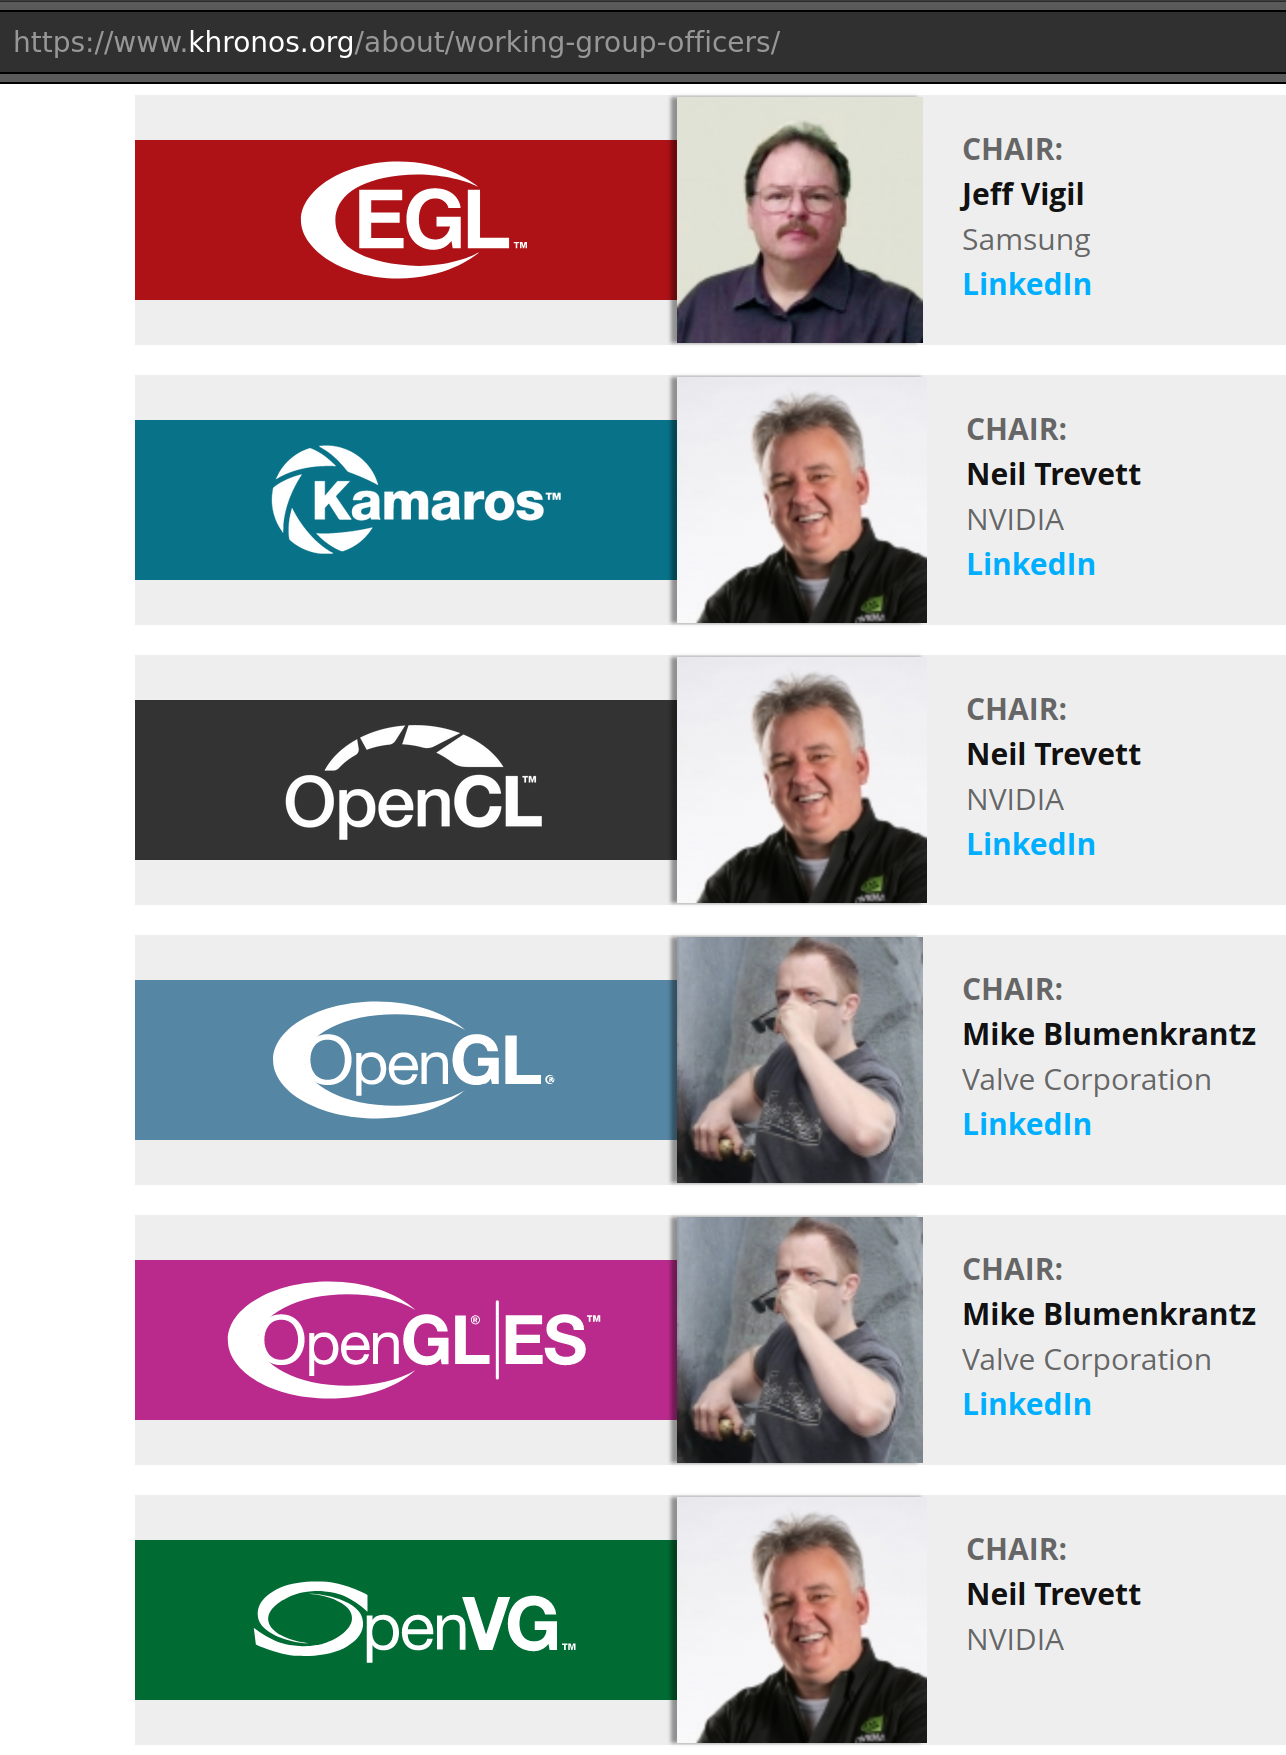 https://www.khronos.org/about/working-group-officers/
EGL™
CHAIR:
Jeff Vigil
Samsung
LinkedIn
Kamaros™
CHAIR:
Neil Trevett
NVIDIA
LinkedIn
OpenCL™
CHAIR:
Neil Trevett
NVIDIA
LinkedIn
OpenGL®
CHAIR:
Mike Blumenkrantz
Valve Corporation
LinkedIn
OpenGL®|ES™
CHAIR:
Mike Blumenkrantz
Valve Corporation
LinkedIn
OpenVG™
CHAIR:
Neil Trevett
NVIDIA